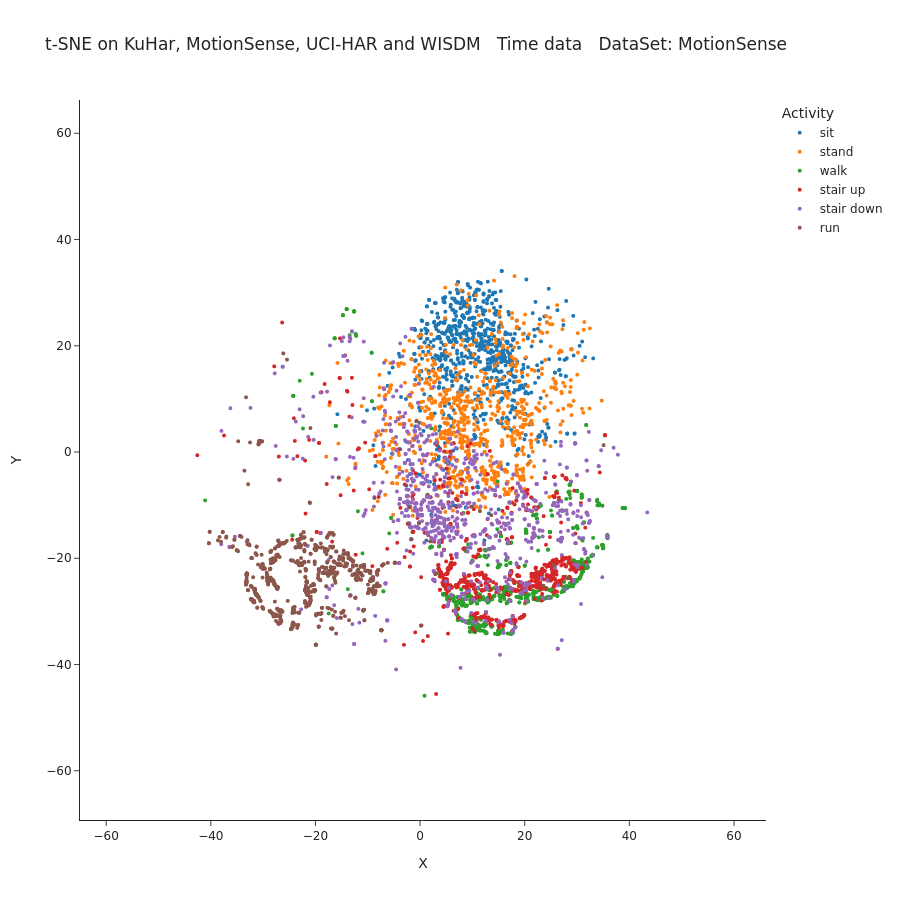 t-SNE on KuHar, MotionSense, UCI-HAR and WISDM   Time data   DataSet: MotionSense
Activity
sit
stand
walk
stair up
stair down
run
60
40
20
0
−20
−40
−60
Y
−60 −40 −20 0 20 40 60
X